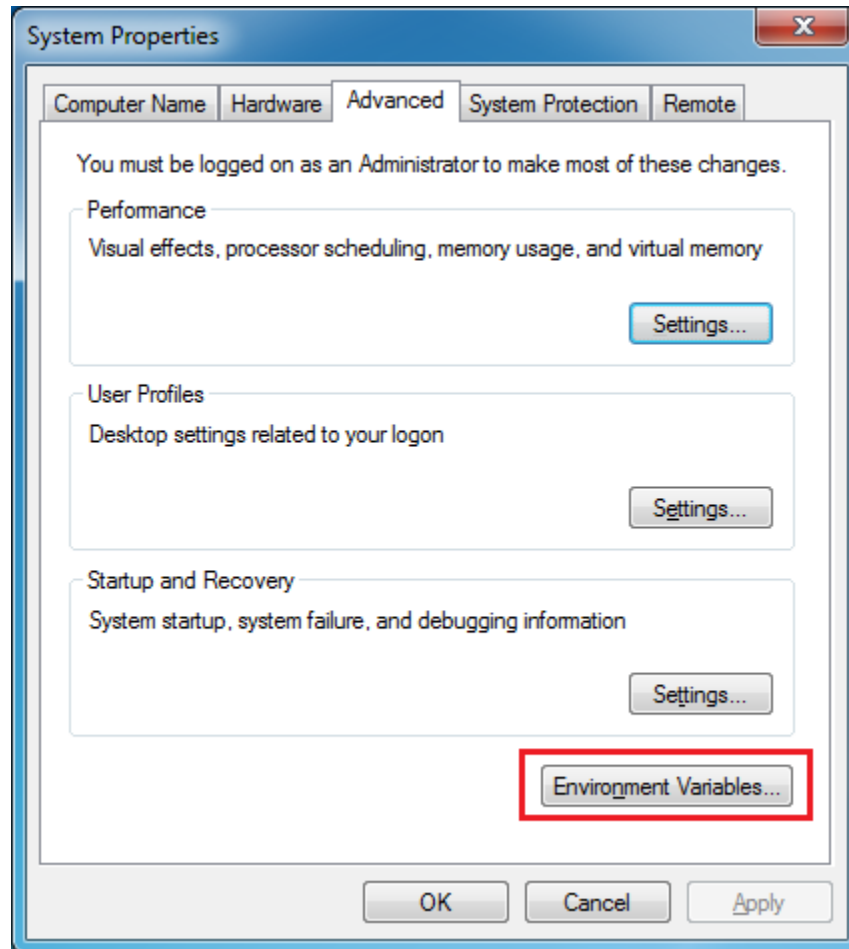 System Properties
Computer Name Hardware Advanced System Protection Remote
You must be logged on as an Administrator to make most of these changes.
Performance
Visual effects, processor scheduling, memory usage, and virtual memory
Settings...
User Profiles
Desktop settings related to your logon
Settings...
Startup and Recovery
System startup, system failure, and debugging information
Settings...
Environment Variables...
OK Cancel Apply